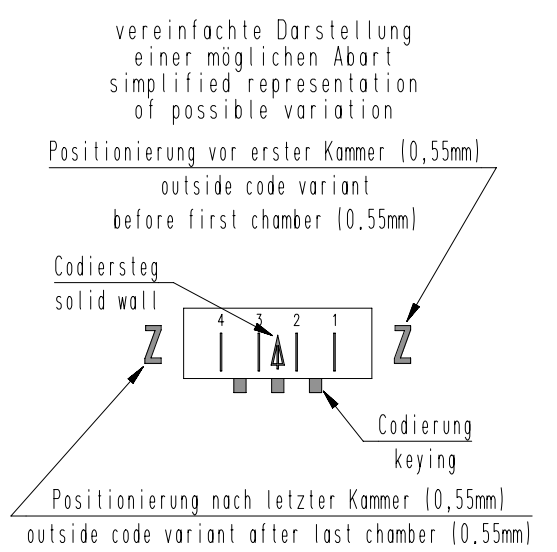 vereinfachte Darstellung
einer möglichen Abart
simplified representation
of possible variation
Positionierung vor erster Kammer (0,55mm)
outside code variant
before first chamber (0.55mm)
Codiersteg
solid wall
4 3 2 1
Z Z
Codierung
keying
Positionierung nach letzter Kammer (0,55mm)
outside code variant after last chamber (0,55mm)